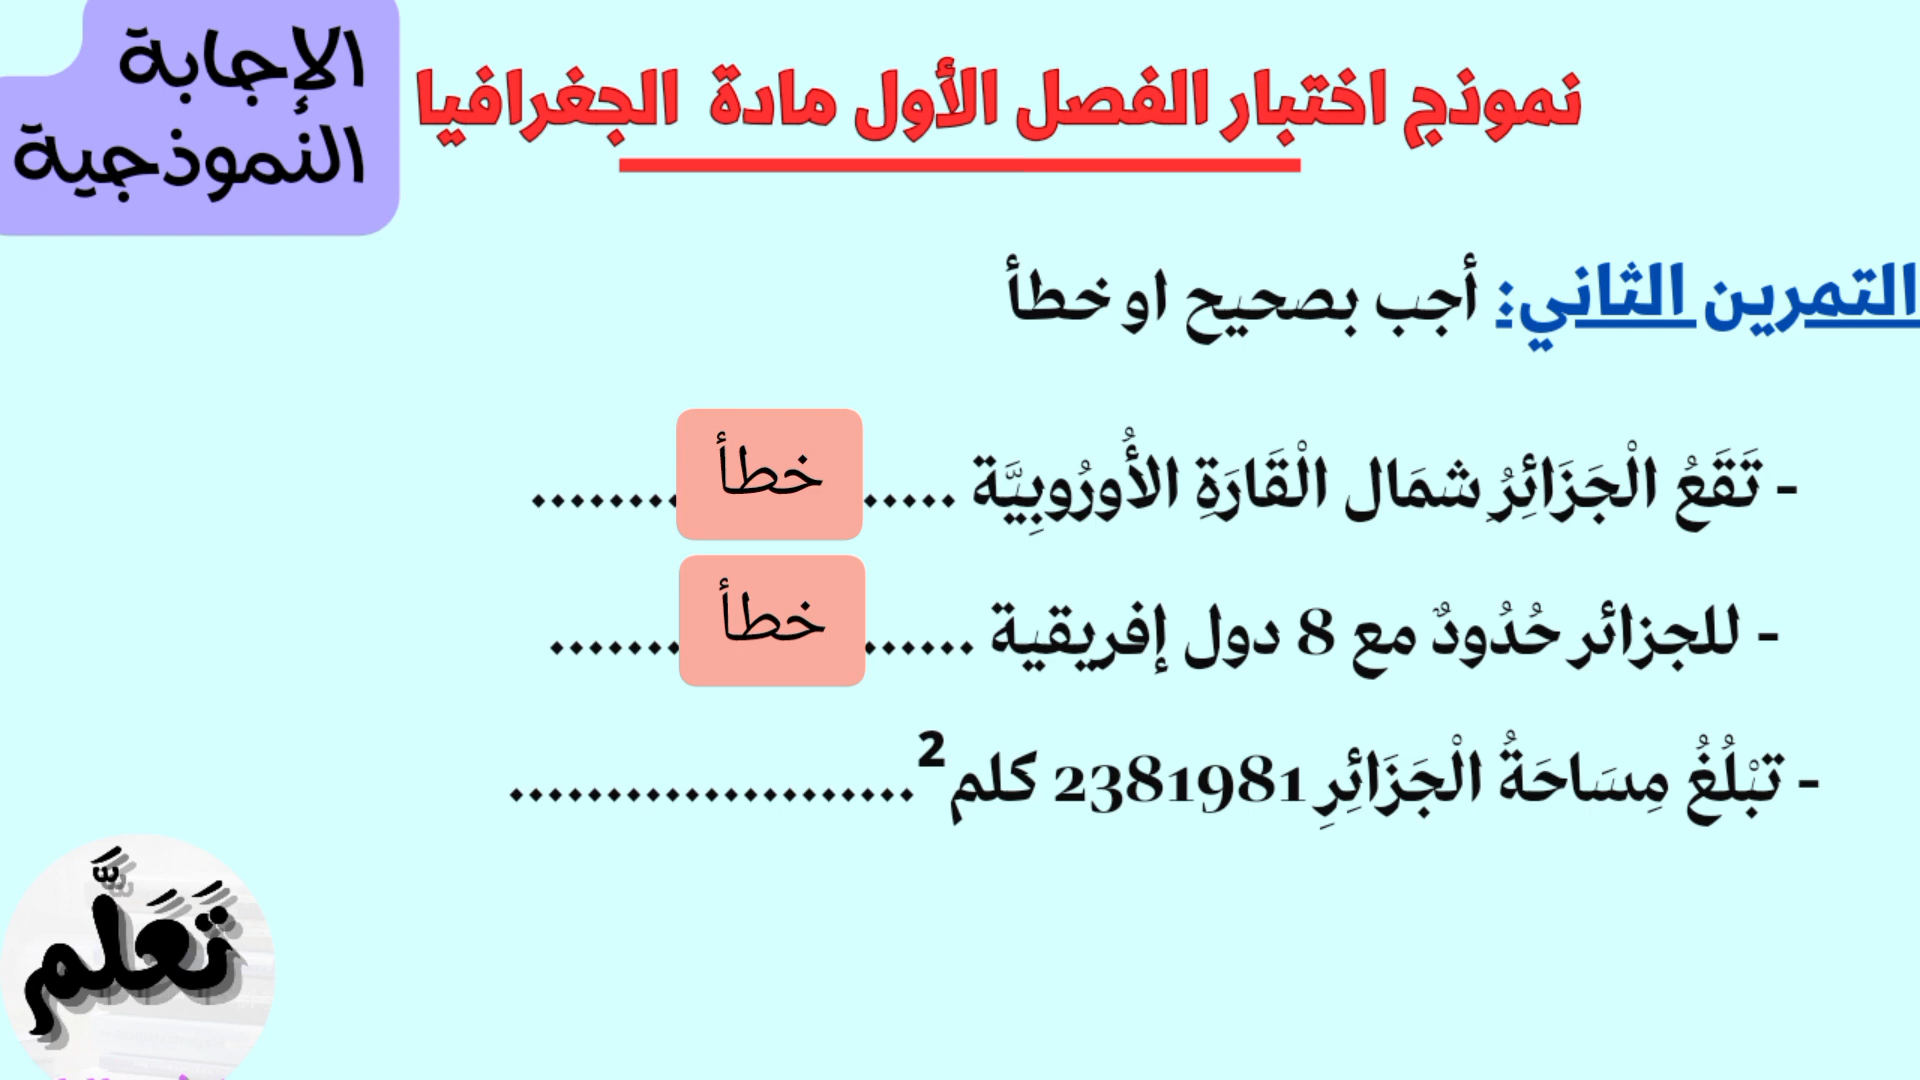 الإجابة
النموذجية
نموذج اختبار الفصل الأول مادة الجغرافيا
التمرين الثاني: أجب بصحيح او خطأ
- تَقَعُ الْجَزَائِرُ شمَال الْقَارَةِ الأُورُوبِيَّة ..... خطأ ........
- للجزائر حُدُودٌ مع 8 دول إفريقية ...... خطأ .......
- تبْلُغُ مِسَاحَةُ الْجَزَائِرِ 2381981 كلم² .....................
تَعَلَّم